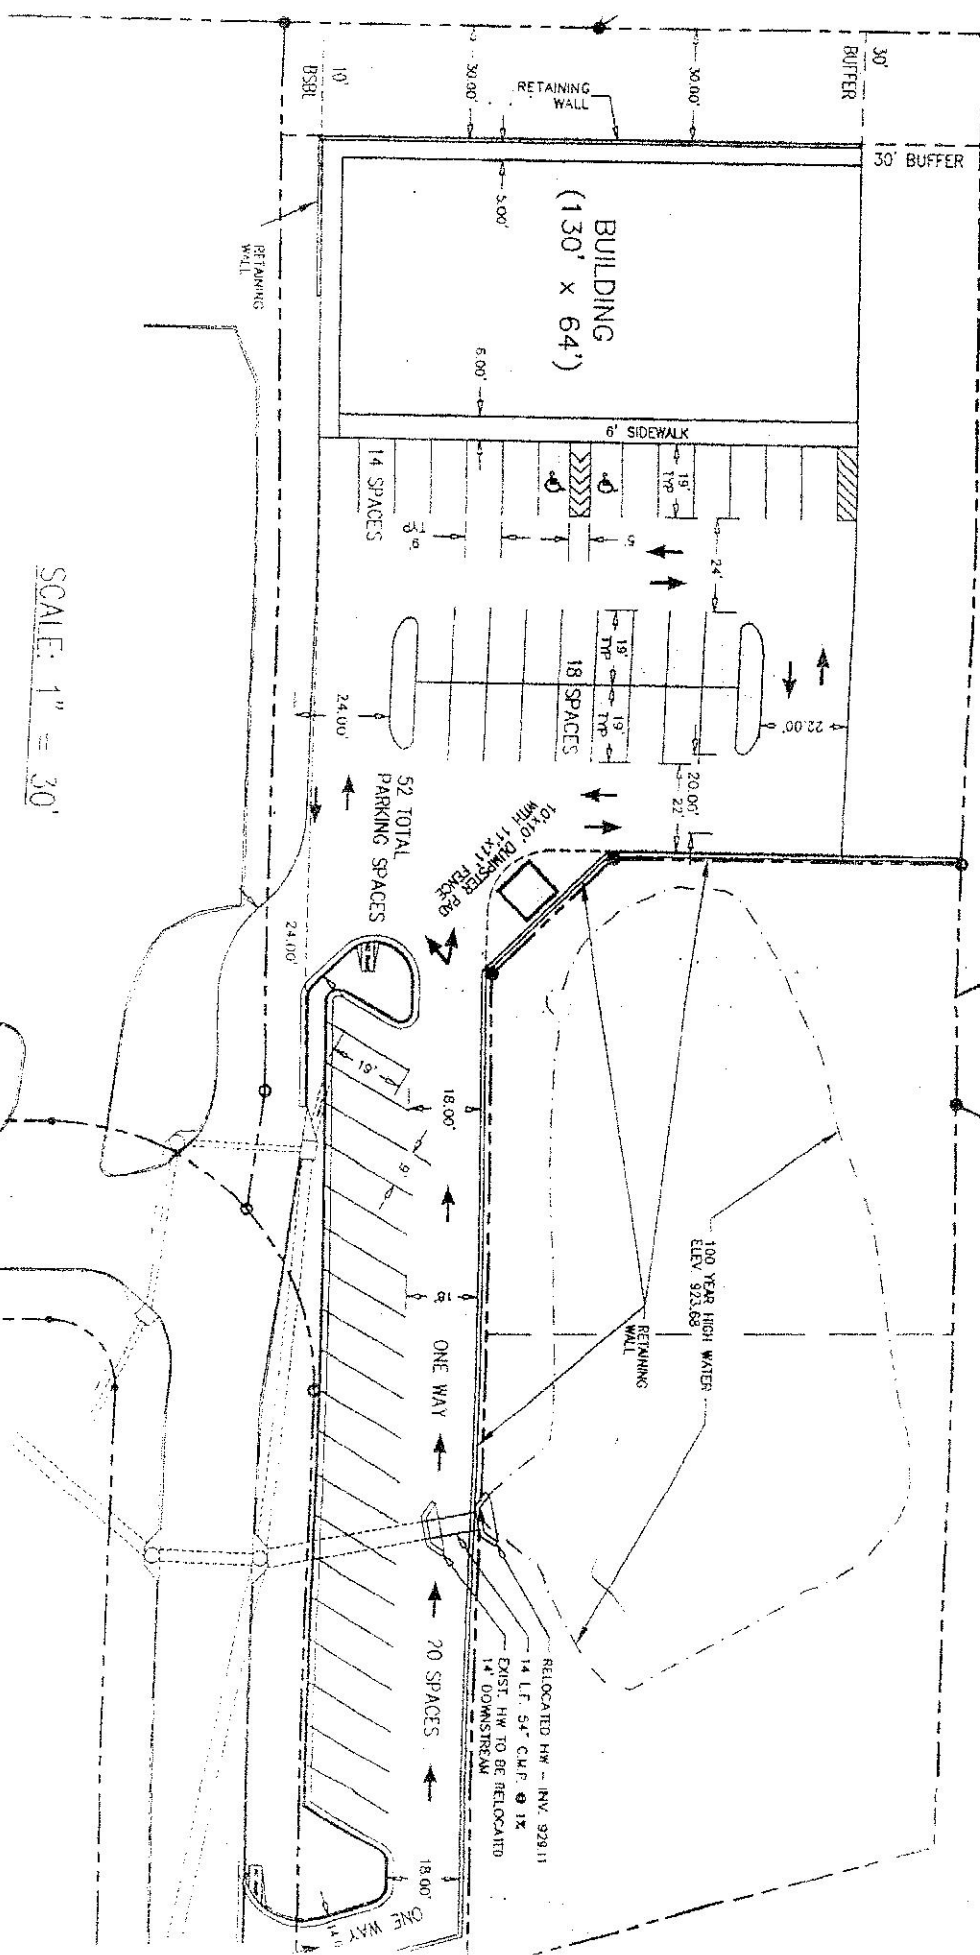 30'
BUFFER
30' BUFFER
30.00'
30.00'
10'
BSBL
RETAINING
WALL
RETAINING
WALL
5.00'
BUILDING
(130' x 64')
6.00'
6' SIDEWALK
14 SPACES
19'
TYP
9'
TYP
5'
24'
19'
TYP
18 SPACES
19'
TYP
22.00'
24.00'
20.00'
22'
52 TOTAL
PARKING SPACES
10'x10' DUMPSTER PAD
WITH 11'x11' FENCE
24.00'
SCALE: 1" = 30'
19'
18.00'
9'
18'
ONE WAY
100 YEAR HIGH WATER
ELEV. 923.68
RETAINING
WALL
20 SPACES
RELOCATED HW - INV. 929.11
14 L.F. 54" C.M.P. @ 1%
EXIST. HW TO BE RELOCATED
14' DOWNSTREAM
18.00'
ONE WAY